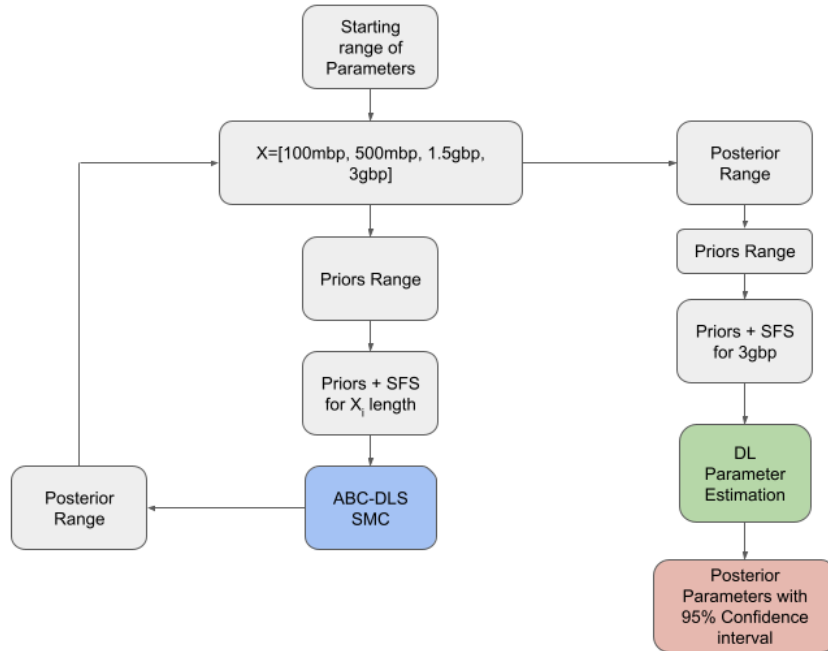 Starting
range of
Parameters
X=[100mbp, 500mbp, 1.5gbp,
3gbp]
Priors Range
Priors + SFS
for Xi length
ABC-DLS
SMC
Posterior
Range
Posterior
Range
Priors Range
Priors + SFS
for 3gbp
DL
Parameter
Estimation
Posterior
Parameters with
95% Confidence
interval